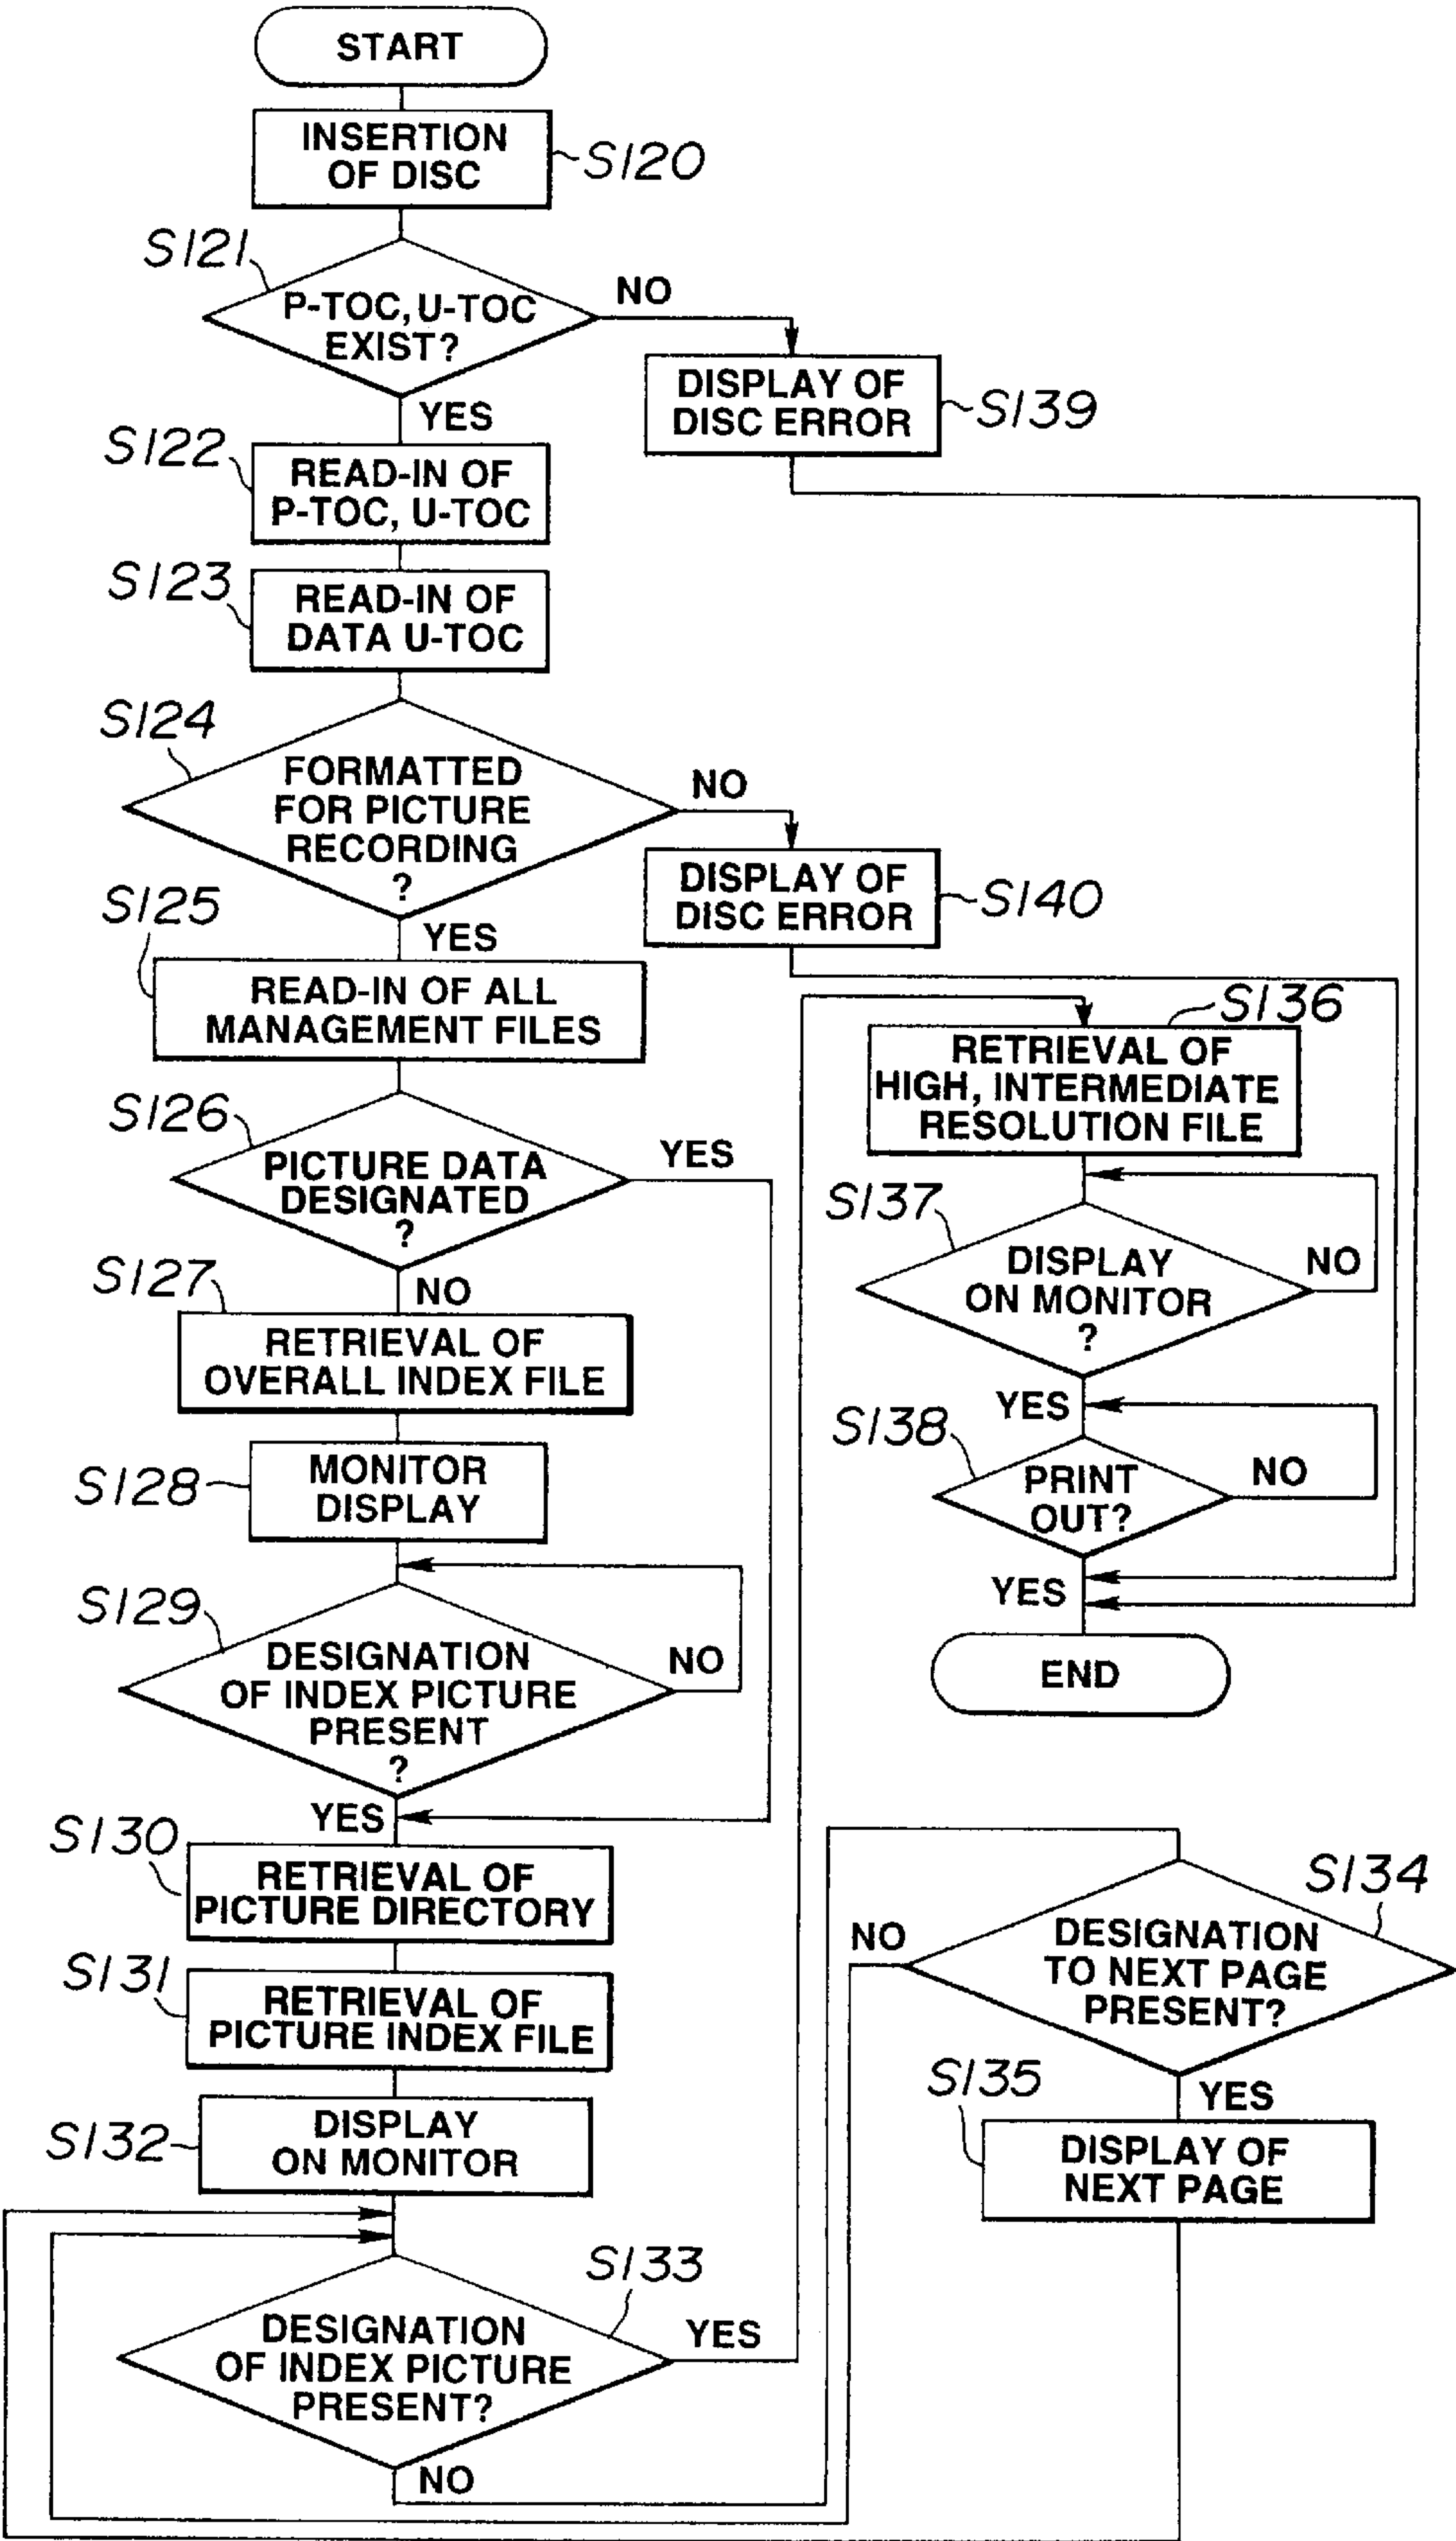 START
INSERTION
OF DISC
S120
S121
P-TOC, U-TOC
EXIST?
NO
YES
DISPLAY OF
DISC ERROR
S139
S122
READ-IN OF
P-TOC, U-TOC
S123
READ-IN OF
DATA U-TOC
S124
FORMATTED
FOR PICTURE
RECORDING
?
NO
YES
DISPLAY OF
DISC ERROR
S140
S125
READ-IN OF ALL
MANAGEMENT FILES
S126
PICTURE DATA
DESIGNATED
?
YES
NO
S127
RETRIEVAL OF
OVERALL INDEX FILE
S128
MONITOR
DISPLAY
S129
DESIGNATION
OF INDEX PICTURE
PRESENT
?
NO
YES
S130
RETRIEVAL OF
PICTURE DIRECTORY
S131
RETRIEVAL OF
PICTURE INDEX FILE
S132
DISPLAY
ON MONITOR
S133
DESIGNATION
OF INDEX PICTURE
PRESENT?
YES
NO
S134
DESIGNATION
TO NEXT PAGE
PRESENT?
NO
YES
S135
DISPLAY OF
NEXT PAGE
S136
RETRIEVAL OF
HIGH, INTERMEDIATE
RESOLUTION FILE
S137
DISPLAY
ON MONITOR
?
NO
YES
S138
PRINT
OUT?
NO
YES
END